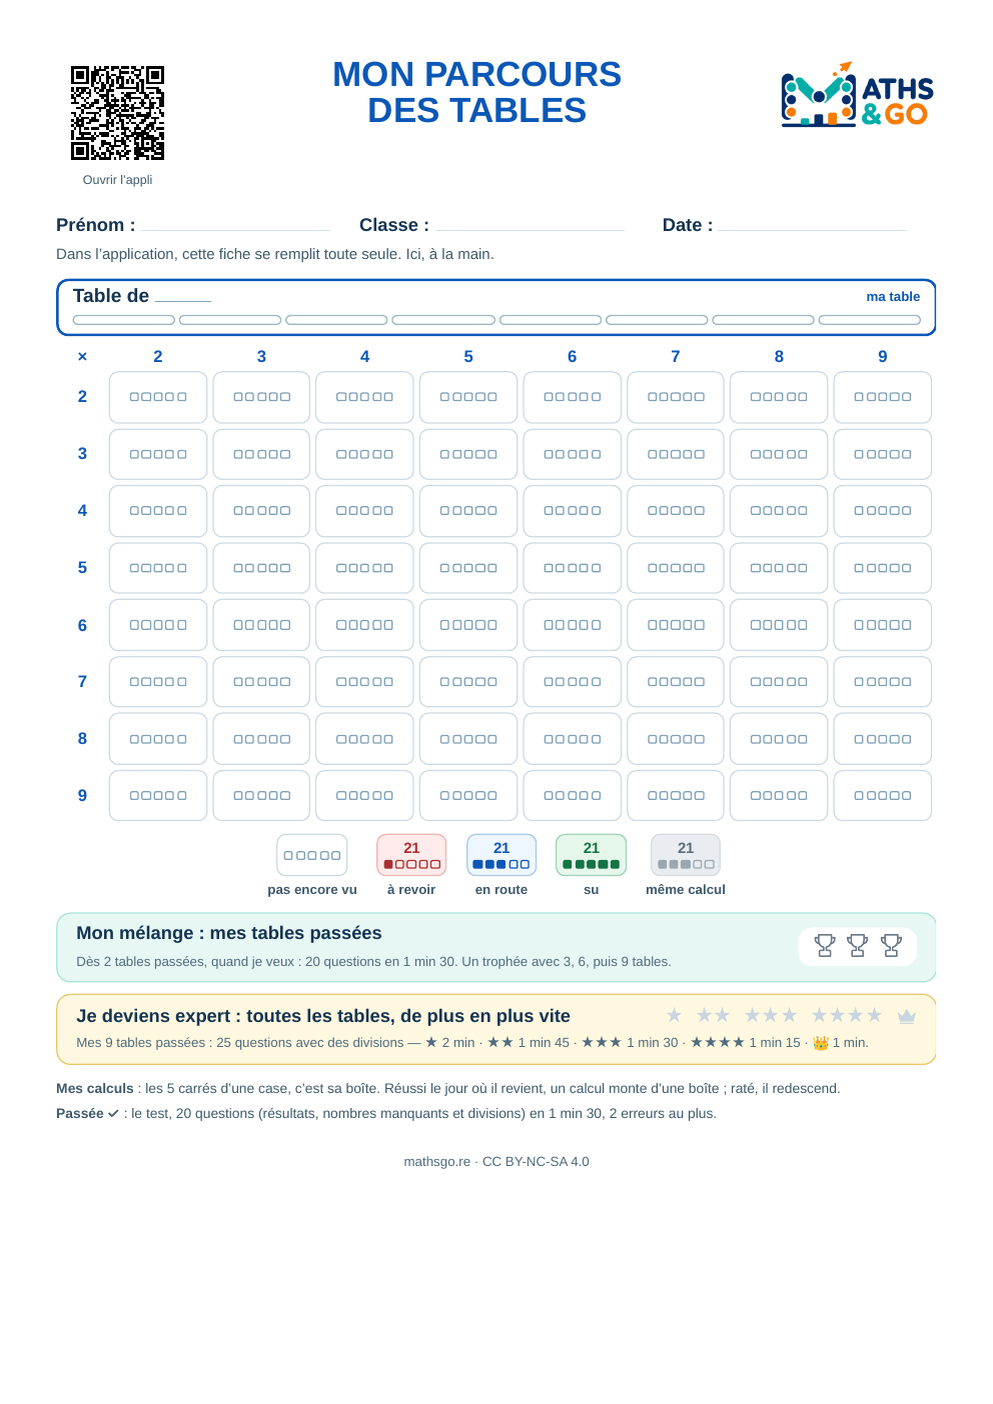 MON PARCOURS
DES TABLES
ATHS
&GO
Ouvrir l'appli
Prénom :
Classe :
Date :
Dans l'application, cette fiche se remplit toute seule. Ici, à la main.
Table de
ma table
× 2 3 4 5 6 7 8 9
2
3
4
5
6
7
8
9
21 21 21 21
pas encore vu à revoir en route su même calcul
Mon mélange : mes tables passées
Dès 2 tables passées, quand je veux : 20 questions en 1 min 30. Un trophée avec 3, 6, puis 9 tables.
Je deviens expert : toutes les tables, de plus en plus vite ★ ★★ ★★★ ★★★★
Mes 9 tables passées : 25 questions avec des divisions — ★ 2 min · ★★ 1 min 45 · ★★★ 1 min 30 · ★★★★ 1 min 15 · 👑 1 min.
Mes calculs : les 5 carrés d'une case, c'est sa boîte. Réussi le jour où il revient, un calcul monte d'une boîte ; raté, il redescend.
Passée ✓ : le test, 20 questions (résultats, nombres manquants et divisions) en 1 min 30, 2 erreurs au plus.
mathsgo.re · CC BY-NC-SA 4.0